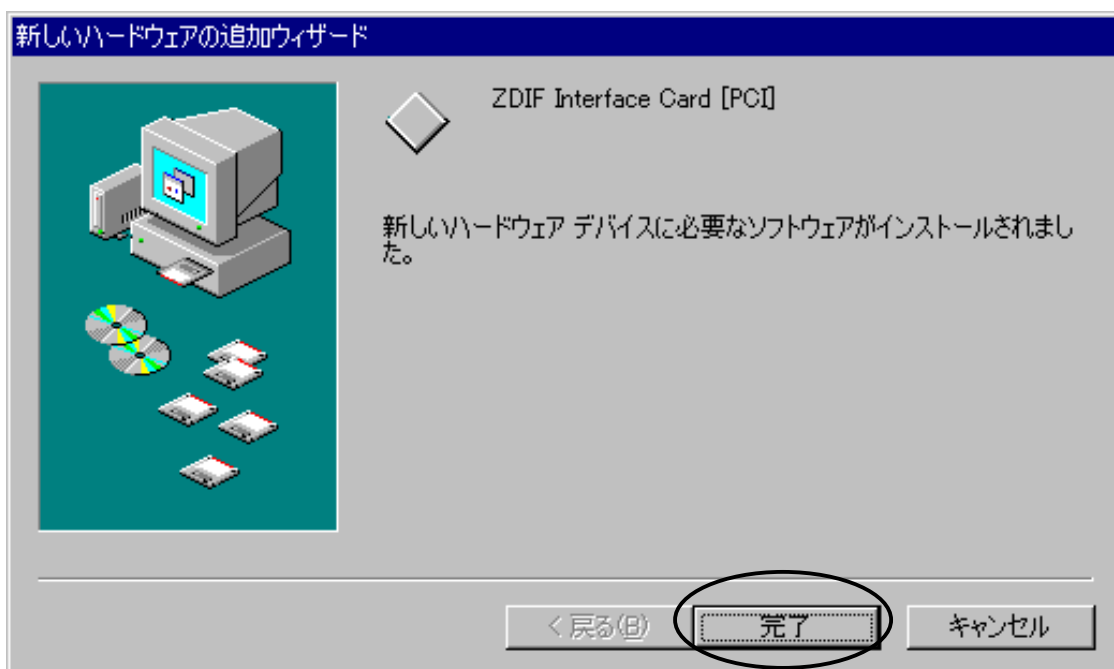 新しいハードウェアの追加ウィザード
ZDIF Interface Card [PCI]
新しいハードウェア デバイスに必要なソフトウェアがインストールされまし
た。
< 戻る(B)
完了
キャンセル